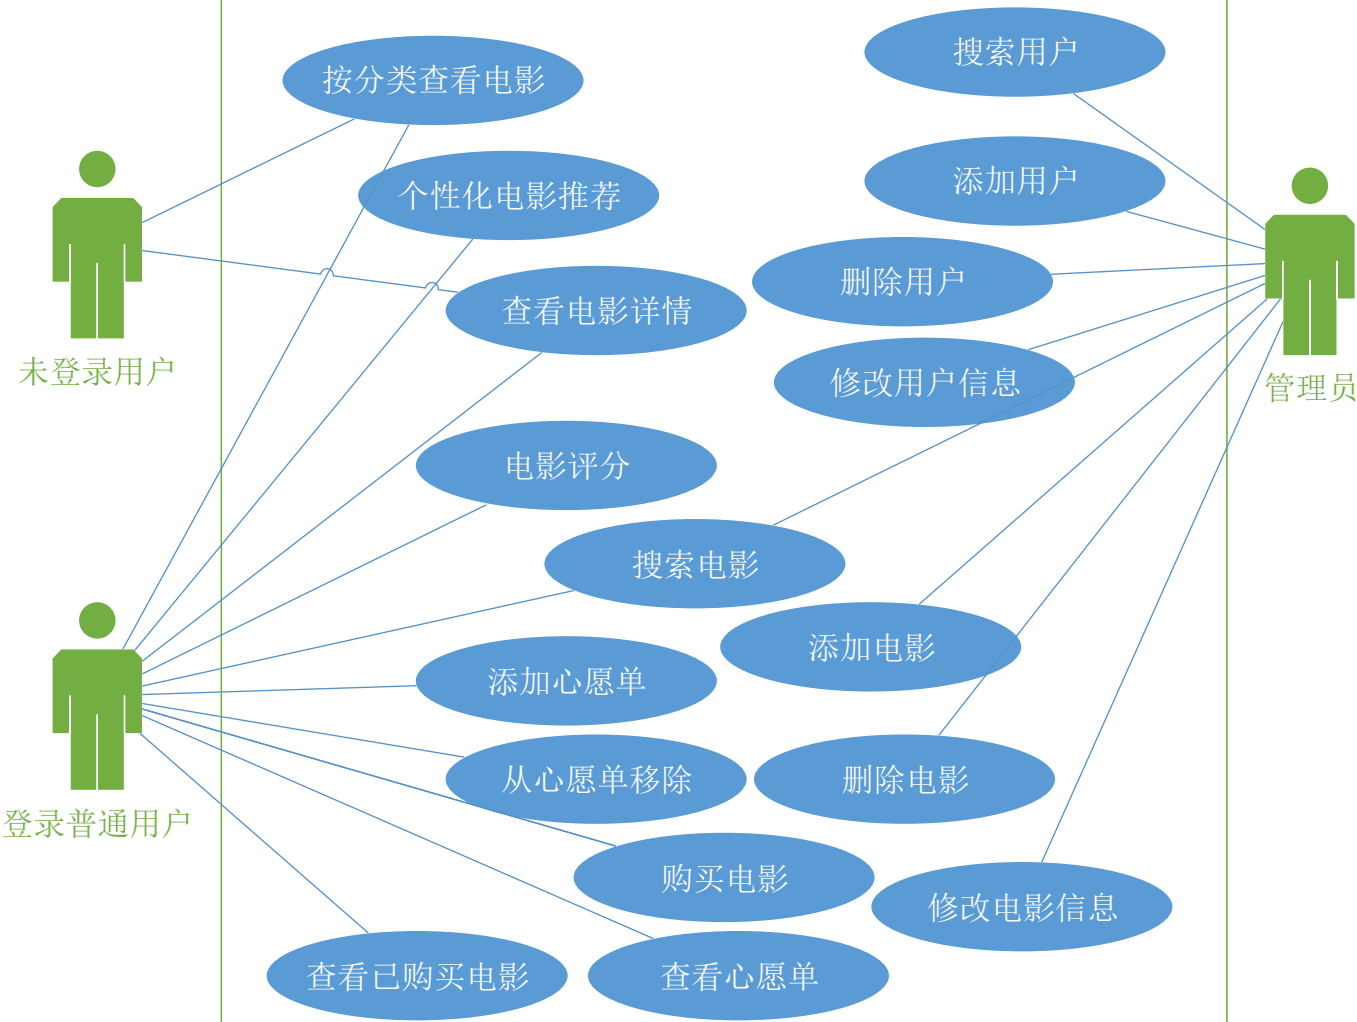 搜索用户
按分类查看电影
添加用户
个性化电影推荐
删除用户
查看电影详情
未登录用户
修改用户信息
管理员
电影评分
搜索电影
添加电影
添加心愿单
从心愿单移除
删除电影
登录普通用户
购买电影
修改电影信息
查看已购买电影
查看心愿单